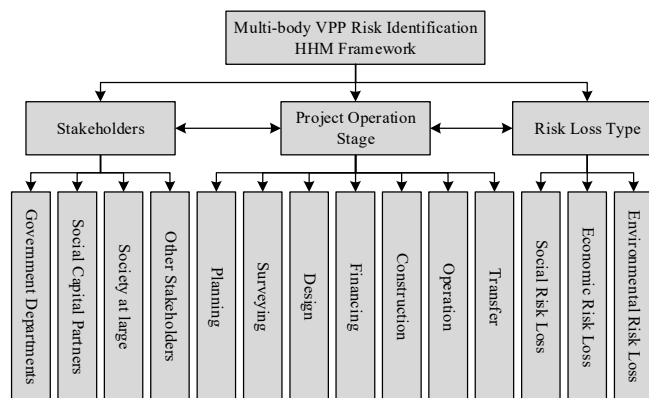 Multi-body VPP Risk Identification
HHM Framework
Stakeholders
Project Operation
Stage
Risk Loss Type
Government Departments
Social Capital Partners
Society at large
Other Stakeholders
Planning
Surveying
Design
Financing
Construction
Operation
Transfer
Social Risk Loss
Economic Risk Loss
Environmental Risk Loss